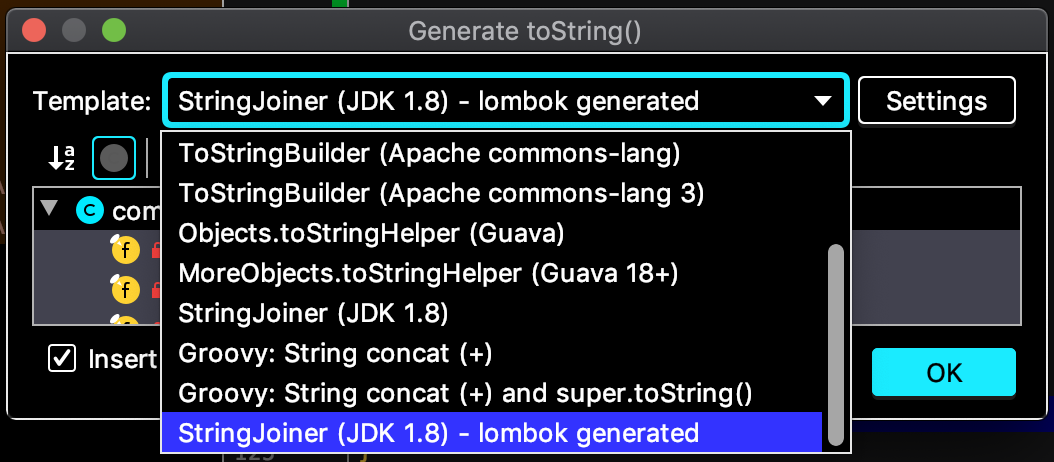 Generate toString()
Template: StringJoiner (JDK 1.8) - lombok generated Settings
ToStringBuilder (Apache commons-lang)
ToStringBuilder (Apache commons-lang 3)
Objects.toStringHelper (Guava)
MoreObjects.toStringHelper (Guava 18+)
StringJoiner (JDK 1.8)
Groovy: String concat (+)
Groovy: String concat (+) and super.toString()
StringJoiner (JDK 1.8) - lombok generated
a
z
C com
f
f
Insert
OK